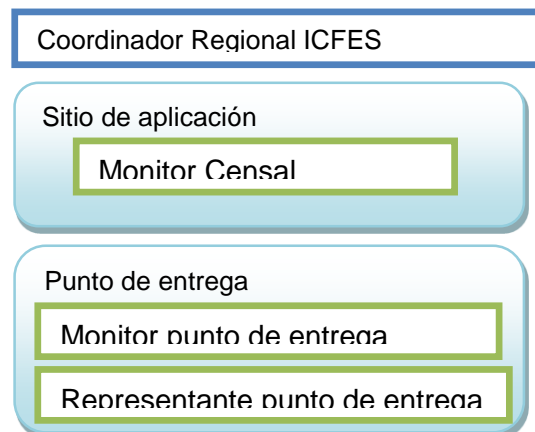 Coordinador Regional ICFES
Sitio de aplicación
Monitor Censal
Punto de entrega
Monitor punto de entrega
Representante punto de entrega